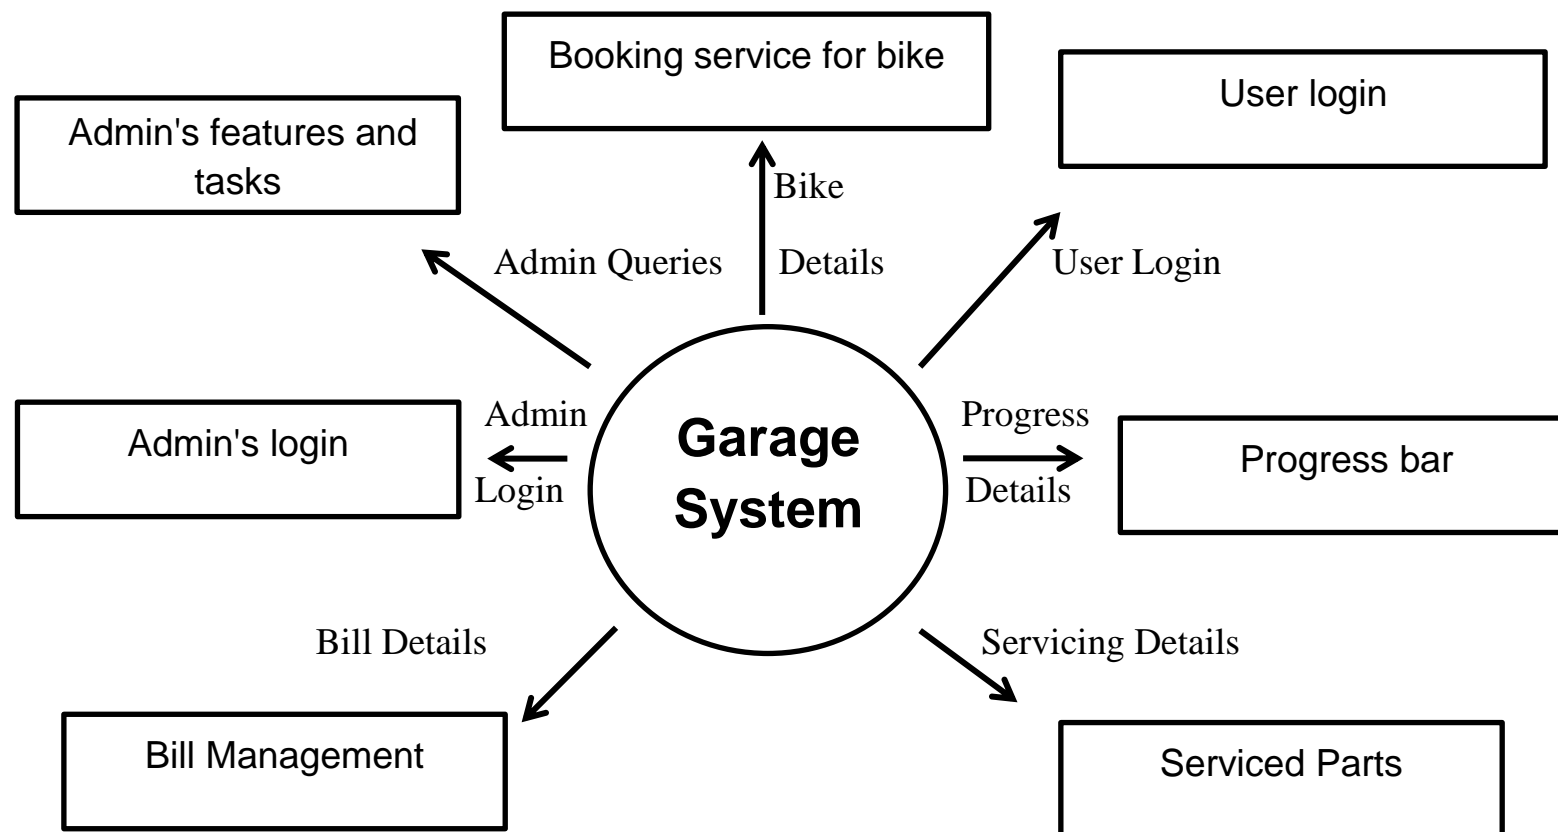 Booking service for bike
User login
Admin's features and
tasks
Bike
Admin Queries
Details
User Login
Admin's login
Admin
Login
Garage
System
Progress
Details
Progress bar
Bill Details
Servicing Details
Bill Management
Serviced Parts